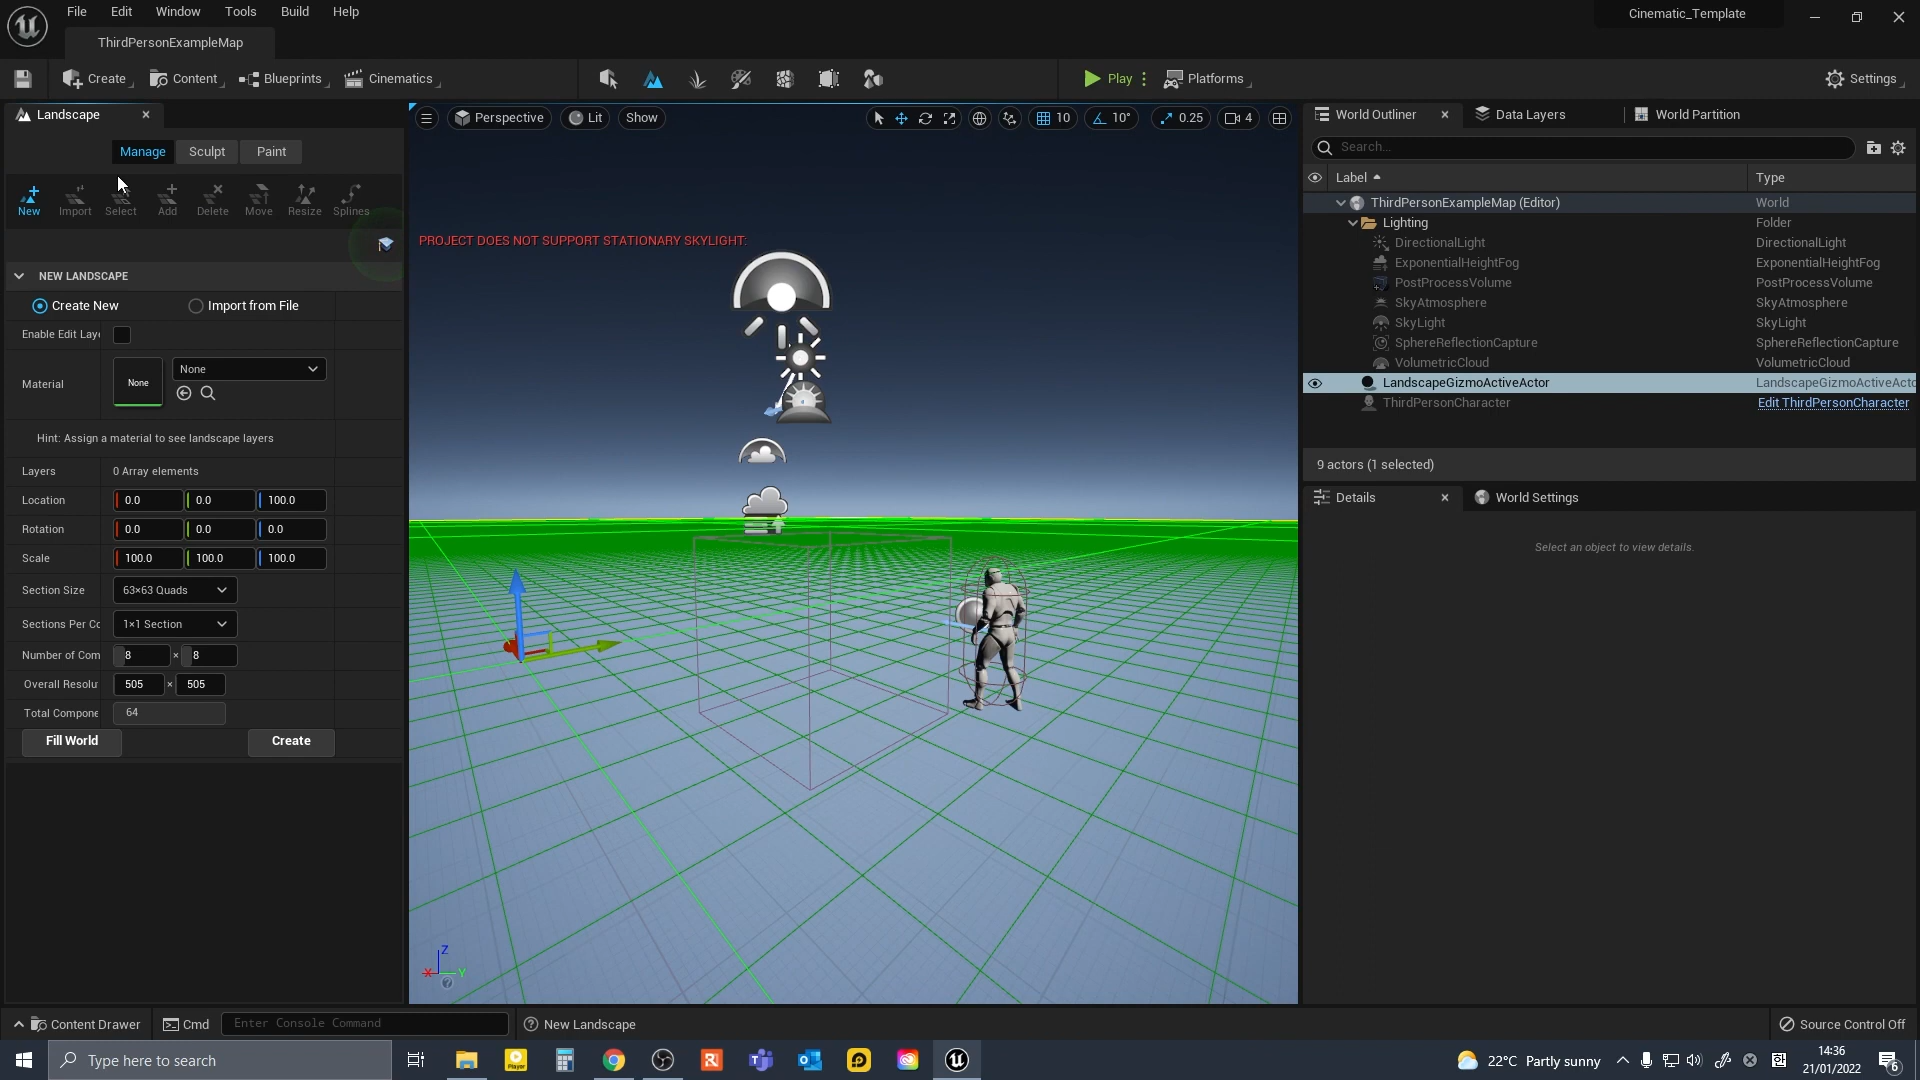 File Edit Window Tools Build Help
Cinematic_Template
ThirdPersonExampleMap
Create Content Blueprints Cinematics Play Platforms Settings
Landscape
Manage Sculpt Paint
New Import Select Add Delete Move Resize Splines
NEW LANDSCAPE
Create New Import from File
Enable Edit Laye
Material None None
Hint: Assign a material to see landscape layers
Layers 0 Array elements
Location 0.0 0.0 100.0
Rotation 0.0 0.0 0.0
Scale 100.0 100.0 100.0
Section Size 63×63 Quads
Sections Per Co 1×1 Section
Number of Com 8 × 8
Overall Resolu 505 × 505
Total Compone 64
Fill World Create
Perspective Lit Show 10 10° 0.25 4
PROJECT DOES NOT SUPPORT STATIONARY SKYLIGHT:
Z
X Y
World Outliner Data Layers World Partition
Search...
Label Type
ThirdPersonExampleMap (Editor) World
Lighting Folder
DirectionalLight DirectionalLight
ExponentialHeightFog ExponentialHeightFog
PostProcessVolume PostProcessVolume
SkyAtmosphere SkyAtmosphere
SkyLight SkyLight
SphereReflectionCapture SphereReflectionCapture
VolumetricCloud VolumetricCloud
LandscapeGizmoActiveActor LandscapeGizmoActiveActo
ThirdPersonCharacter Edit ThirdPersonCharacter
9 actors (1 selected)
Details World Settings
Select an object to view details.
Content Drawer Cmd Enter Console Command New Landscape Source Control Off
Type here to search
Player
22°C Partly sunny
14:36
21/01/2022
6